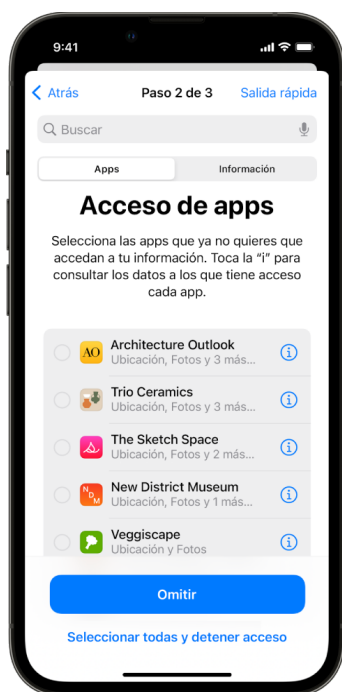 9:41
Atrás
Paso 2 de 3
Salida rápida
Buscar
Apps
Información
Acceso de apps
Selecciona las apps que ya no quieres que
accedan a tu información. Toca la “i” para
consultar los datos a los que tiene acceso
cada app.
AO
Architecture Outlook
Ubicación, Fotos y 3 más...
Trio Ceramics
Ubicación, Fotos y 3 más...
The Sketch Space
Ubicación, Fotos y 2 más...
NDM
New District Museum
Ubicación, Fotos y 1 más...
Veggiscape
Ubicación y Fotos
Omitir
Seleccionar todas y detener acceso